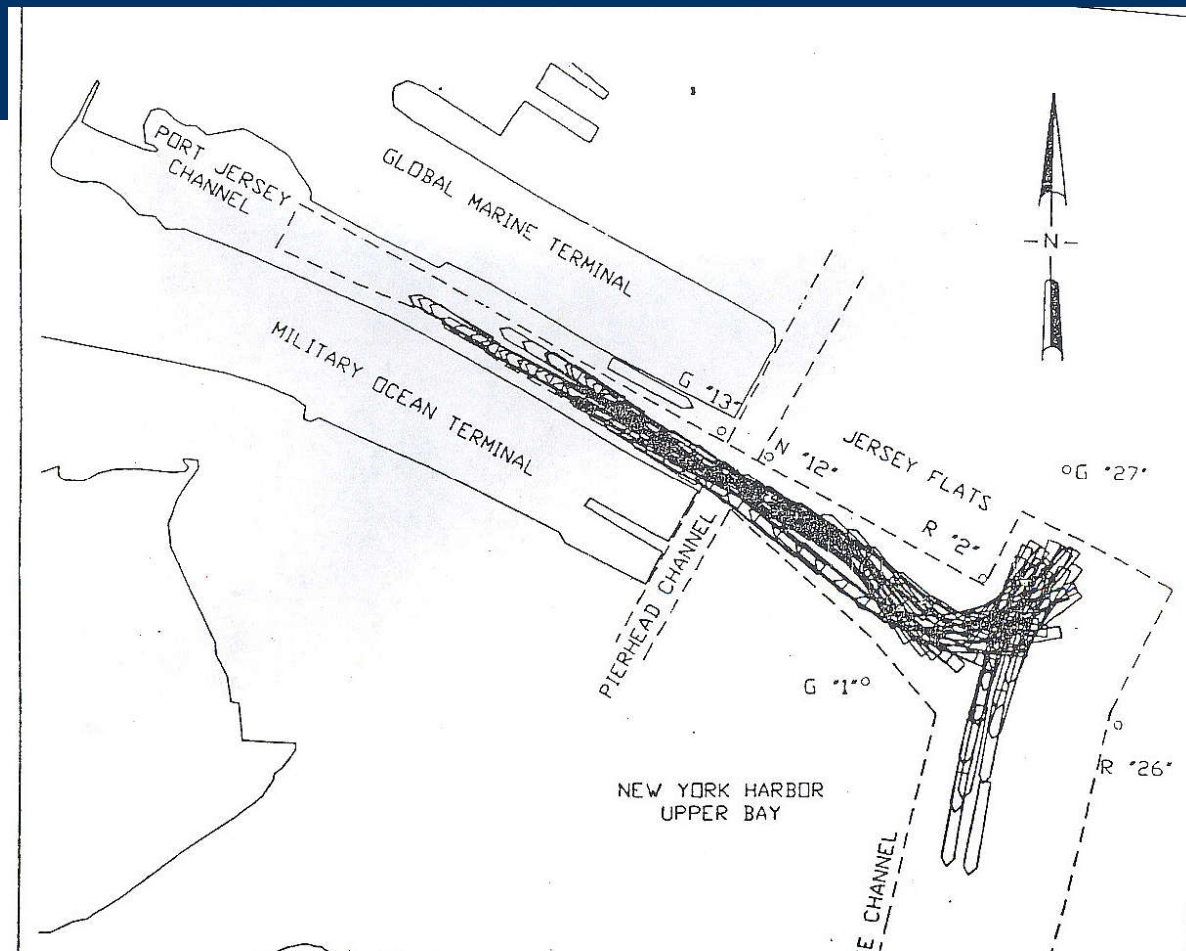 PORT JERSEY
CHANNEL
GLOBAL MARINE TERMINAL
-N-
MILITARY OCEAN TERMINAL
G "13"
N "12"
JERSEY FLATS
G "27"
R "2"
PIERHEAD CHANNEL
G "1"
R "26"
NEW YORK HARBOR
UPPER BAY
E CHANNEL